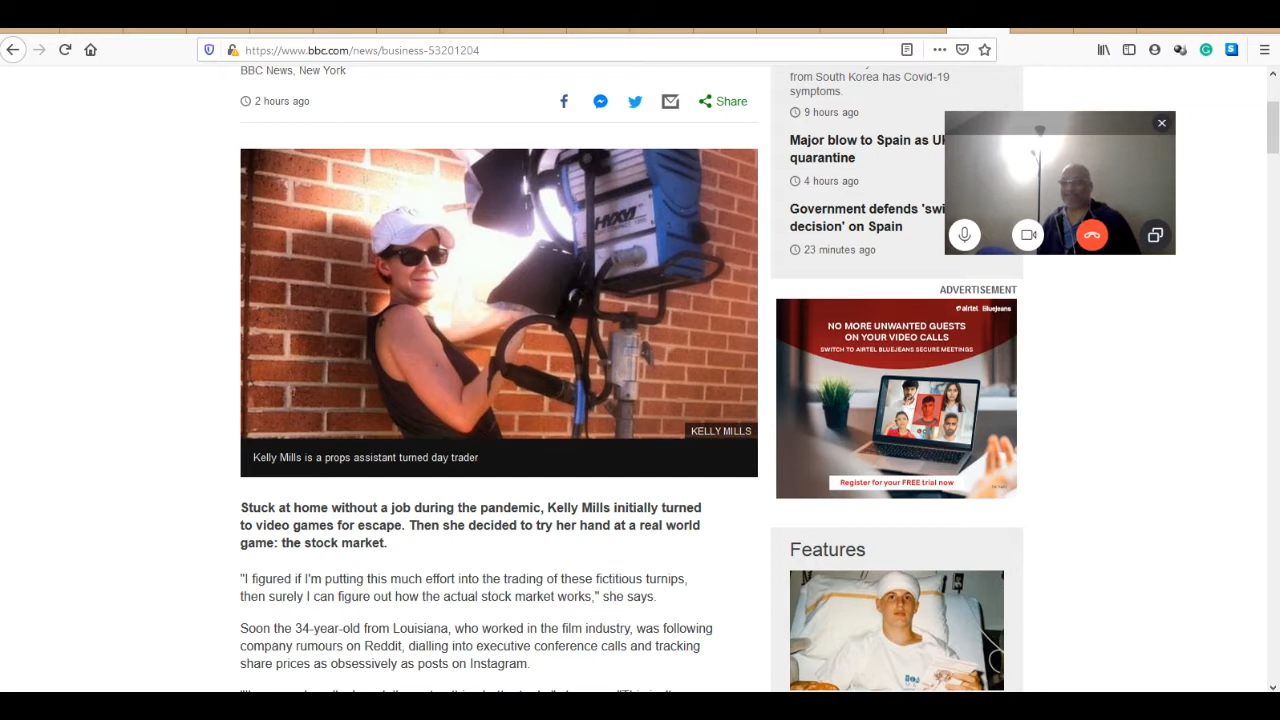 https://www.bbc.com/news/business-53201204
BBC News, New York
2 hours ago
Share
from South Korea has Covid-19
symptoms.
9 hours ago
Major blow to Spain as
quarantine
4 hours ago
Government defends
decision' on Spain
23 minutes ago
KELLY MILLS
Kelly Mills is a props assistant turned day trader
ADVERTISEMENT
airtel BlueJeans
NO MORE UNWANTED GUESTS
ON YOUR VIDEO CALLS
SWITCH TO AIRTEL BLUEJEANS SECURE MEETINGS
Register for your FREE trial now
Stuck at home without a job during the pandemic, Kelly Mills initially turned
to video games for escape. Then she decided to try her hand at a real world
game: the stock market.
"I figured if I'm putting this much effort into the trading of these fictitious turnips,
then surely I can figure out how the actual stock market works," she says.
Soon the 34-year-old from Louisiana, who worked in the film industry, was following
company rumours on Reddit, dialling into executive conference calls and tracking
share prices as obsessively as posts on Instagram.
Features